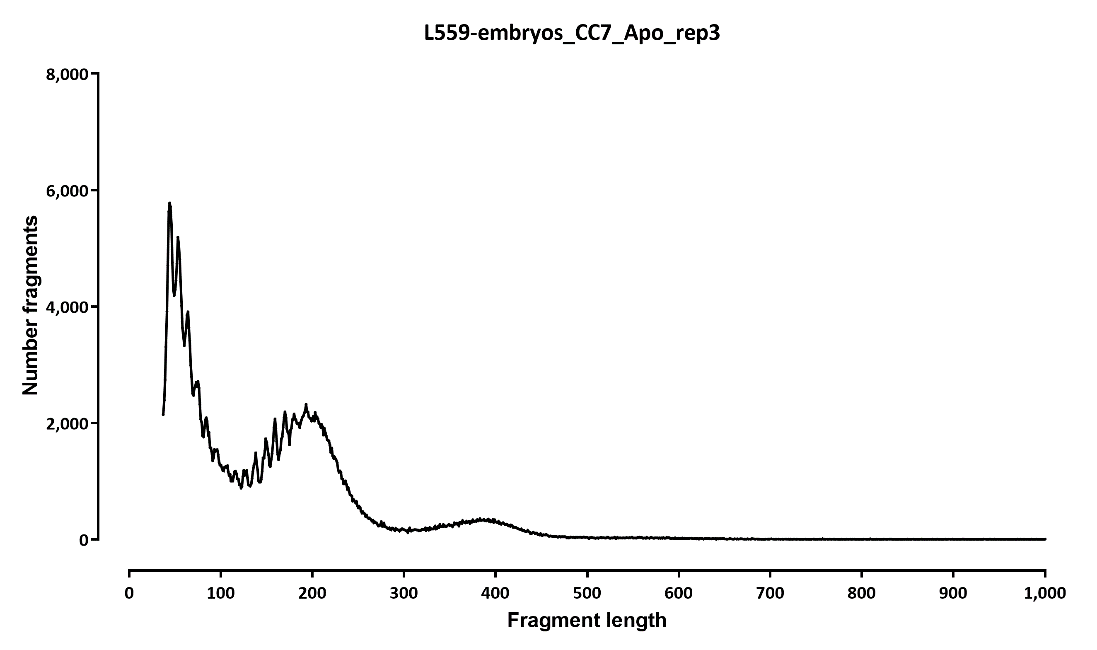 L559-embryos_CC7_Apo_rep3
8,000
6,000
4,000
2,000
0
Number fragments
0 100 200 300 400 500 600 700 800 900 1,000
Fragment length